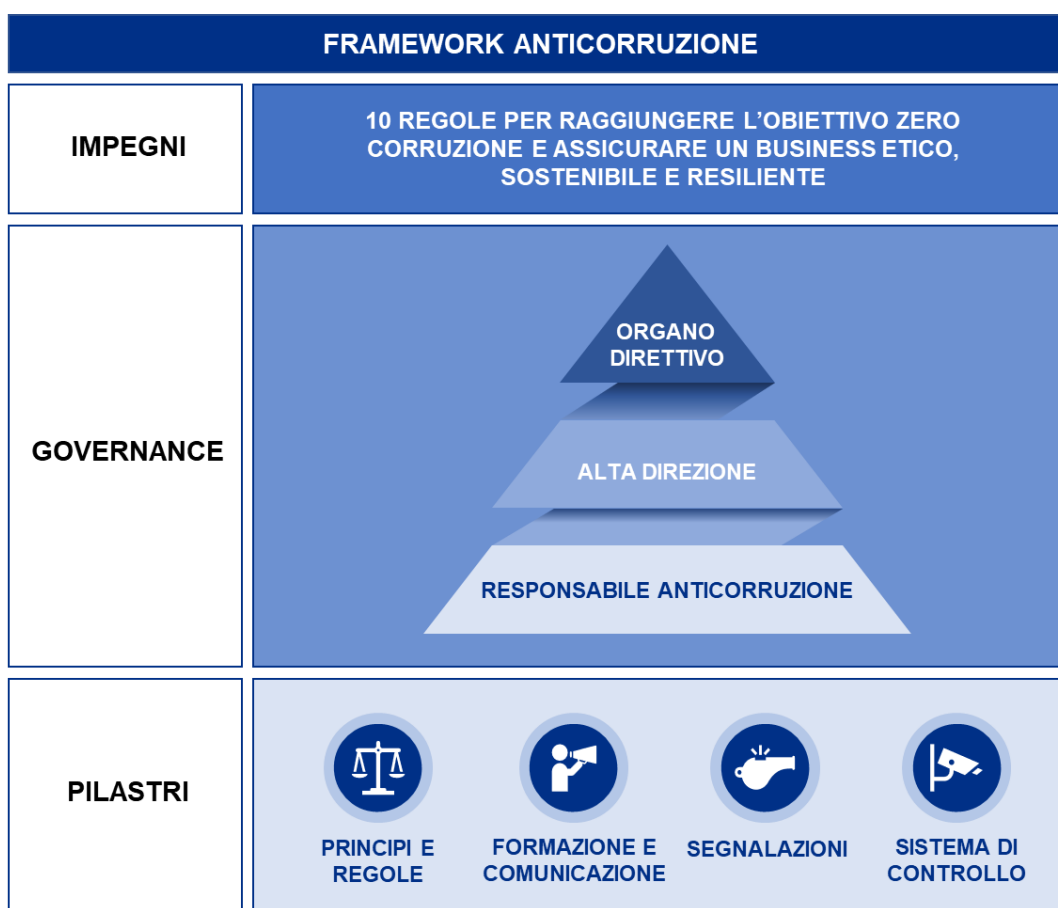 FRAMEWORK ANTICORRUZIONE
IMPEGNI
10 REGOLE PER RAGGIUNGERE L'OBIETTIVO ZERO
CORRUZIONE E ASSICURARE UN BUSINESS ETICO,
SOSTENIBILE E RESILIENTE
GOVERNANCE
ORGANO
DIRETTIVO
ALTA DIREZIONE
RESPONSABILE ANTICORRUZIONE
PILASTRI
PRINCIPI E
REGOLE
FORMAZIONE E
COMUNICAZIONE
SEGNALAZIONI
SISTEMA DI
CONTROLLO